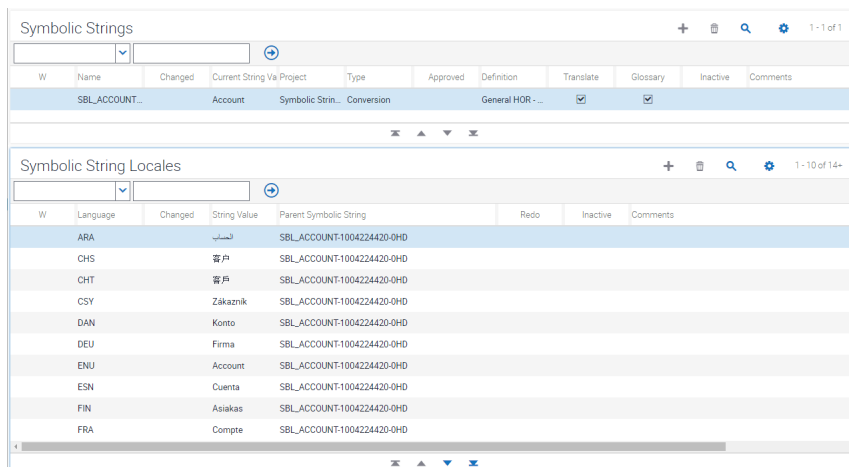 Symbolic Strings
1 - 1 of 1
W Name Changed Current String Va Project Type Approved Definition Translate Glossary Inactive Comments
SBL_ACCOUNT... Account Symbolic Strin... Conversion General HOR - ...
Symbolic String Locales
1 - 10 of 14+
W Language Changed String Value Parent Symbolic String Redo Inactive Comments
ARA الحساب SBL_ACCOUNT-1004224420-0HD
CHS 客户 SBL_ACCOUNT-1004224420-0HD
CHT 客戶 SBL_ACCOUNT-1004224420-0HD
CSY Zákazník SBL_ACCOUNT-1004224420-0HD
DAN Konto SBL_ACCOUNT-1004224420-0HD
DEU Firma SBL_ACCOUNT-1004224420-0HD
ENU Account SBL_ACCOUNT-1004224420-0HD
ESN Cuenta SBL_ACCOUNT-1004224420-0HD
FIN Asiakas SBL_ACCOUNT-1004224420-0HD
FRA Compte SBL_ACCOUNT-1004224420-0HD